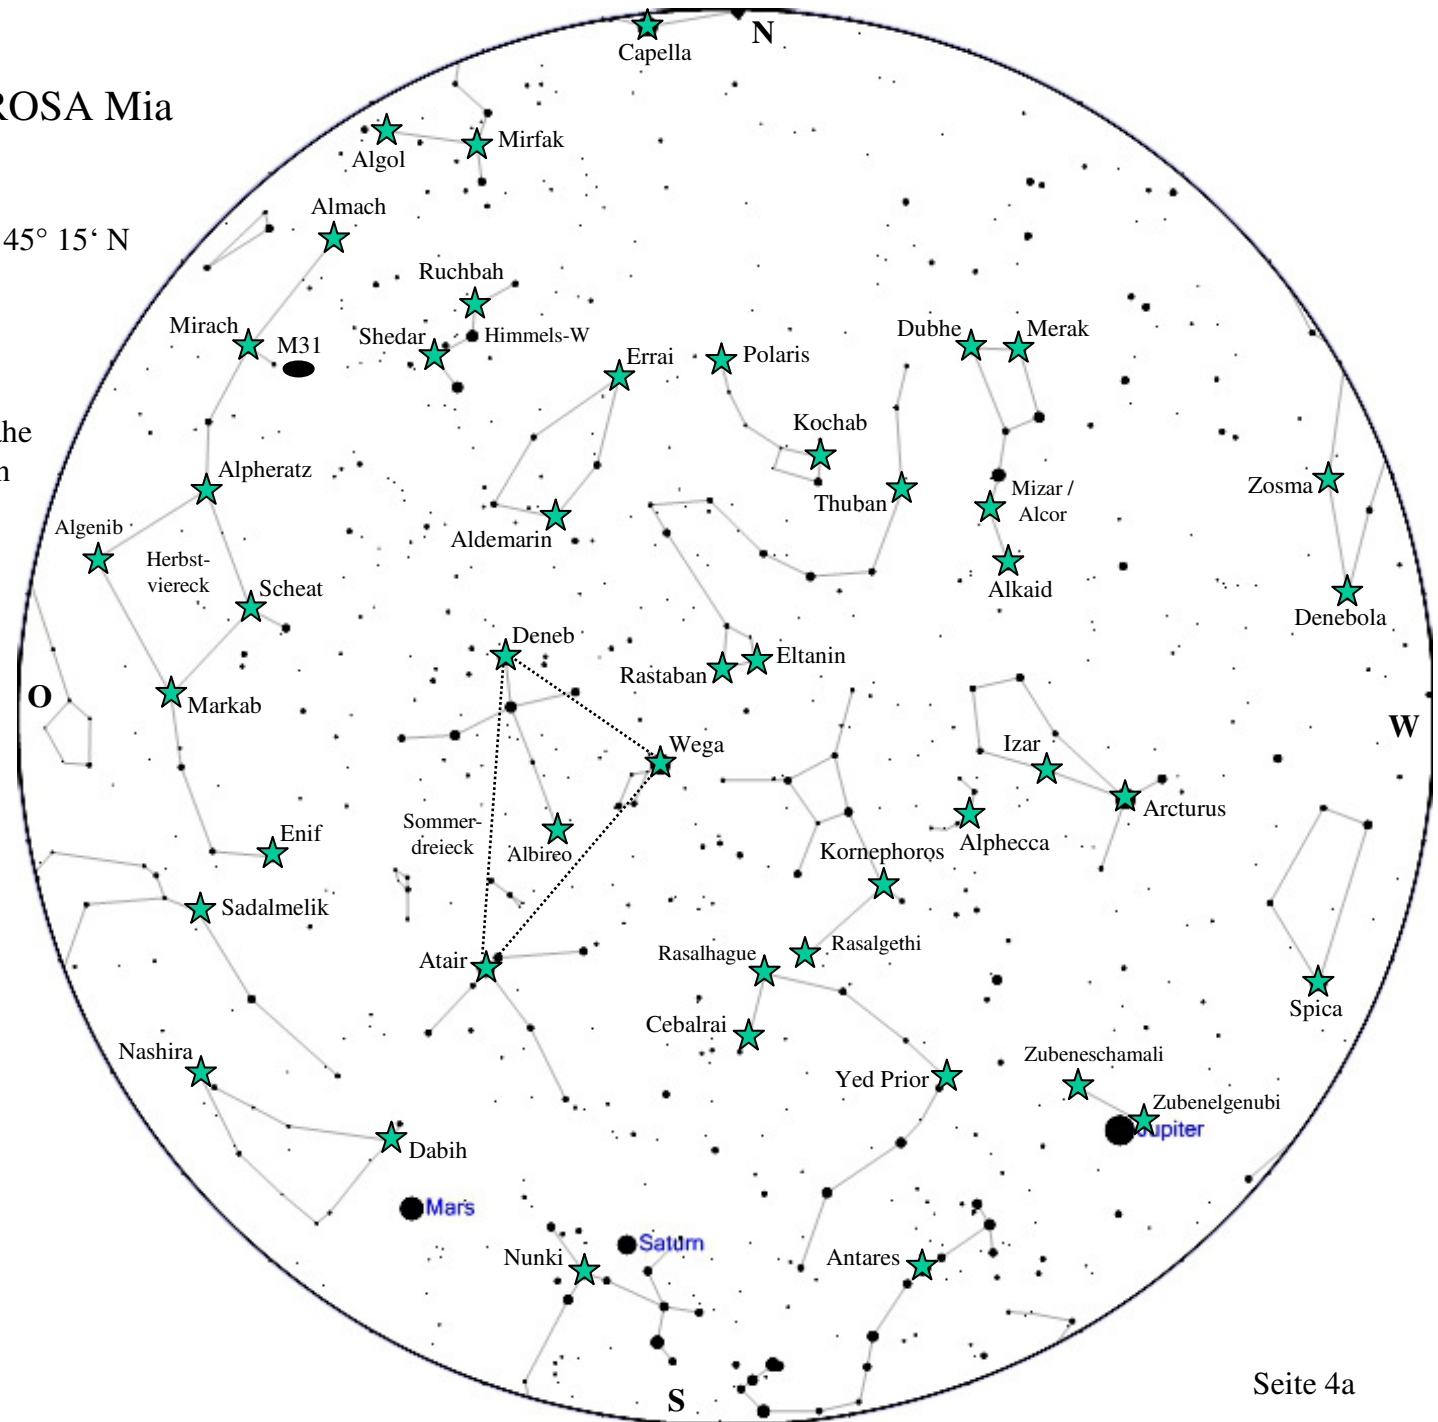 N
Capella
ROSA Mia
Algol
Mirfak
Almach
45° 15‘ N
Ruchbah
Mirach
M31
Shedar
Himmels-W
Errai
Polaris
Dubhe
Merak
Kochab
Alpheratz
Zosma
Thuban
Mizar /
Alcor
Algenib
Aldemarin
Herbst-
viereck
Scheat
Alkaid
Denebola
Deneb
Rastaban
Eltanin
O
Markab
W
Wega
Izar
Arcturus
Sommer-
dreieck
Enif
Albireo
Alphecca
Kornephoros
Sadalmelik
Atair
Rasalhague
Rasalgethi
Spica
Cebalrai
Nashira
Zubeneschamali
Yed Prior
Zubenelgenubi
Jupiter
Dabih
Mars
Saturn
Nunki
Antares
S
Seite 4a